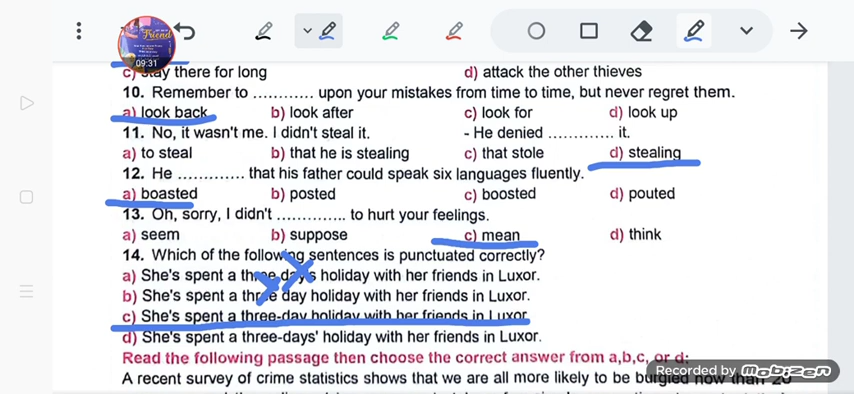 Friend
09:31
c) stay there for long d) attack the other thieves
10. Remember to ............ upon your mistakes from time to time, but never regret them.
a) look back b) look after c) look for d) look up
11. No, it wasn't me. I didn't steal it. - He denied ............. it.
a) to steal b) that he is stealing c) that stole d) stealing
12. He ............. that his father could speak six languages fluently.
a) boasted b) posted c) boosted d) pouted
13. Oh, sorry, I didn't .............. to hurt your feelings.
a) seem b) suppose c) mean d) think
14. Which of the following sentences is punctuated correctly?
a) She's spent a three-day's holiday with her friends in Luxor.
b) She's spent a three day holiday with her friends in Luxor.
c) She's spent a three-day holiday with her friends in Luxor.
d) She's spent a three-days' holiday with her friends in Luxor.
Read the following passage then choose the correct answer from a,b,c, or d:
A recent survey of crime statistics shows that we are all more likely to be burgled now than 20
Recorded by Mobizen